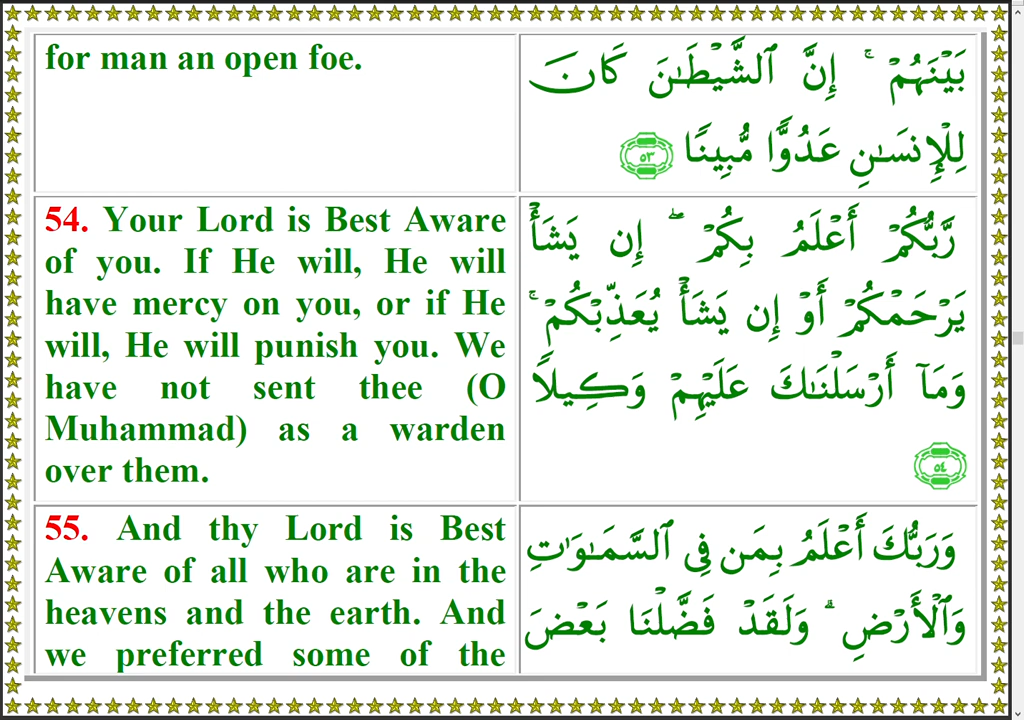 for man an open foe.
بَيْنَهُمْ ۚ إِنَّ ٱلشَّيْطَـٰنَ كَانَ
لِلْإِنسَـٰنِ عَدُوًّا مُّبِينًا ٥٣
54. Your Lord is Best Aware
of you. If He will, He will
have mercy on you, or if He
will, He will punish you. We
have not sent thee (O
Muhammad) as a warden
over them.
رَّبُّكُمْ أَعْلَمُ بِكُمْ ۖ إِن يَشَأْ
يَرْحَمْكُمْ أَوْ إِن يَشَأْ يُعَذِّبْكُمْ ۚ
وَمَآ أَرْسَلْنَـٰكَ عَلَيْهِمْ وَكِيلًا
٥٤
55. And thy Lord is Best
Aware of all who are in the
heavens and the earth. And
we preferred some of the
وَرَبُّكَ أَعْلَمُ بِمَن فِى ٱلسَّمَـٰوَٰتِ
وَٱلْأَرْضِ ۗ وَلَقَدْ فَضَّلْنَا بَعْضَ